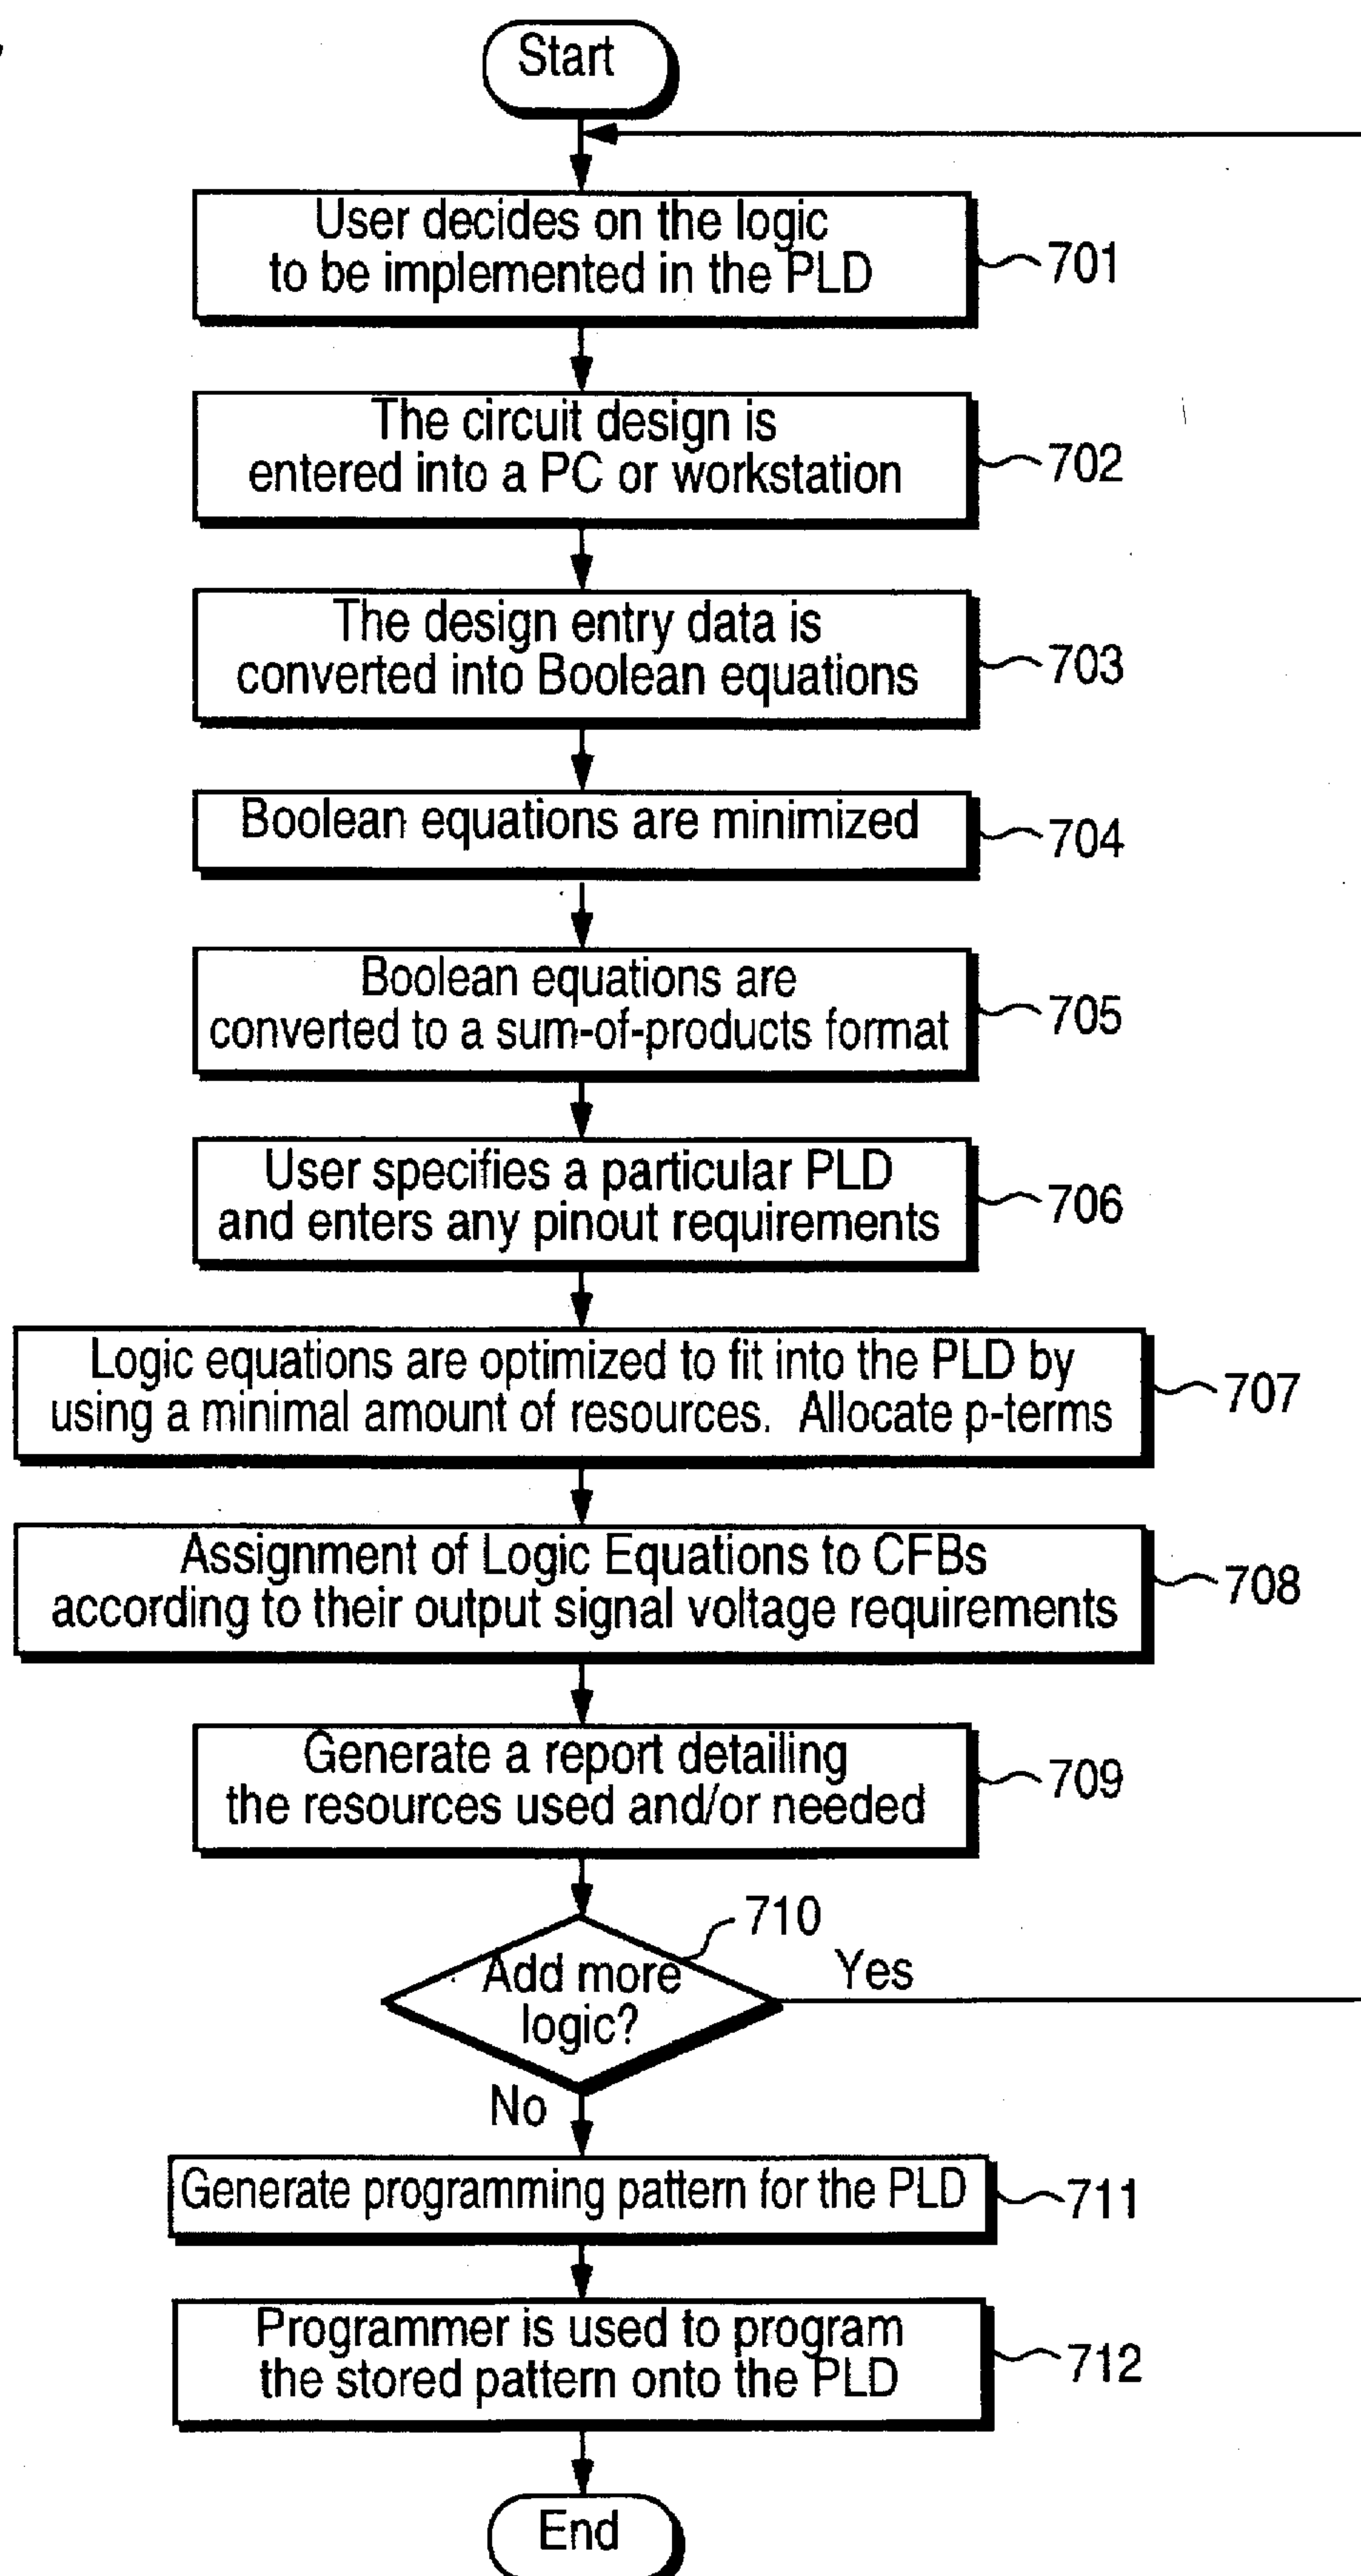 Start
User decides on the logic
to be implemented in the PLD
701
The circuit design is
entered into a PC or workstation
702
The design entry data is
converted into Boolean equations
703
Boolean equations are minimized
704
Boolean equations are
converted to a sum-of-products format
705
User specifies a particular PLD
and enters any pinout requirements
706
Logic equations are optimized to fit into the PLD by
using a minimal amount of resources. Allocate p-terms
707
Assignment of Logic Equations to CFBs
according to their output signal voltage requirements
708
Generate a report detailing
the resources used and/or needed
709
710
Add more
logic?
Yes
No
Generate programming pattern for the PLD
711
Programmer is used to program
the stored pattern onto the PLD
712
End